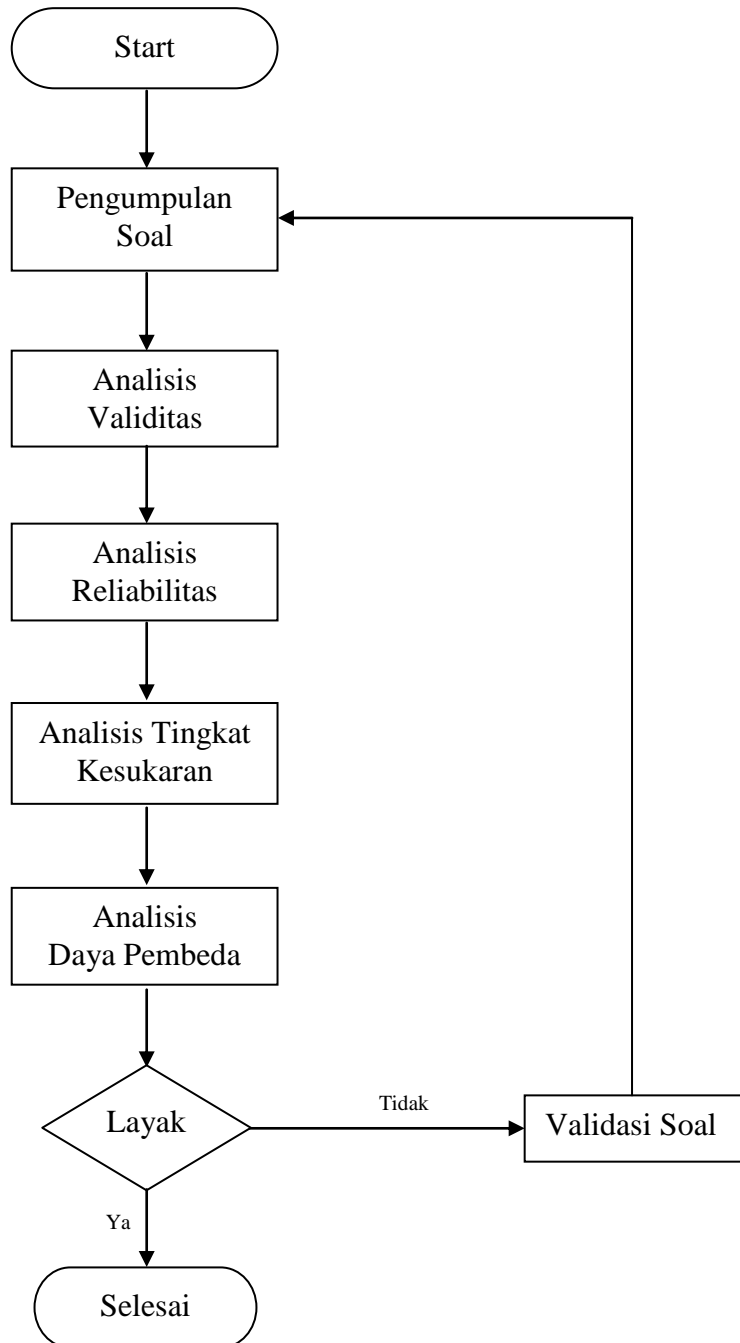 Start
Pengumpulan
Soal
Analisis
Validitas
Analisis
Reliabilitas
Analisis Tingkat
Kesukaran
Analisis
Daya Pembeda
Layak
Tidak
Validasi Soal
Ya
Selesai